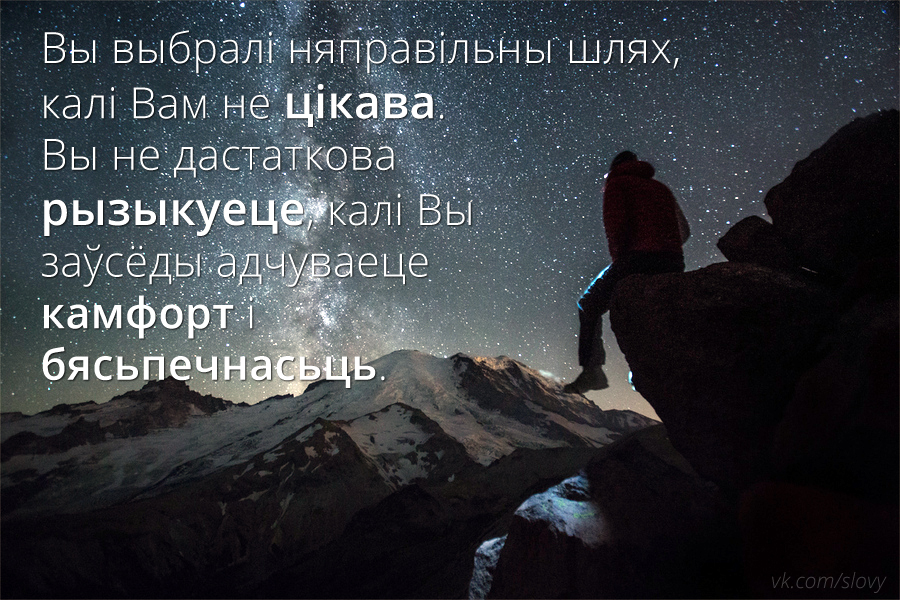 Вы выбралі няправільны шлях,
калі Вам не цікава.
Вы не дастаткова
рызыкуеце, калі Вы
заўсёды адчуваеце
камфорт і
бясьпечнасьць.
vk.com/slovy